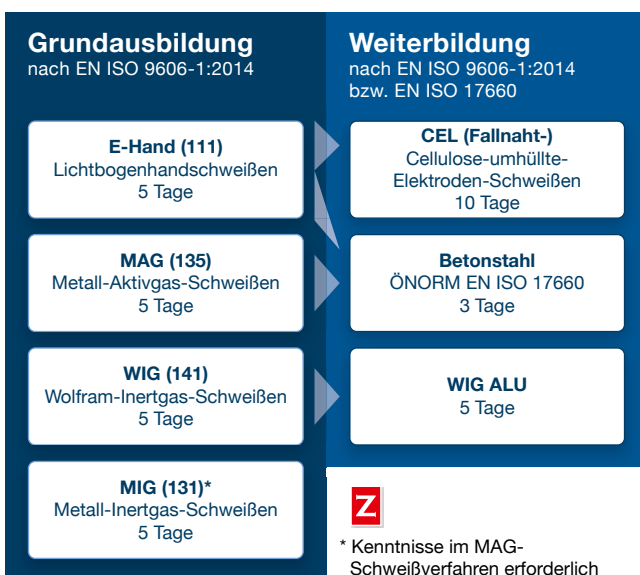 Grundausbildung
nach EN ISO 9606-1:2014
E-Hand (111)
Lichtbogenhandschweißen
5 Tage
MAG (135)
Metall-Aktivgas-Schweißen
5 Tage
WIG (141)
Wolfram-Inertgas-Schweißen
5 Tage
MIG (131)*
Metall-Inertgas-Schweißen
5 Tage
Weiterbildung
nach EN ISO 9606-1:2014
bzw. EN ISO 17660
CEL (Fallnaht-)
Cellulose-umhüllte-
Elektroden-Schweißen
10 Tage
Betonstahl
ÖNORM EN ISO 17660
3 Tage
WIG ALU
5 Tage
Z
* Kenntnisse im MAG-
Schweißverfahren erforderlich